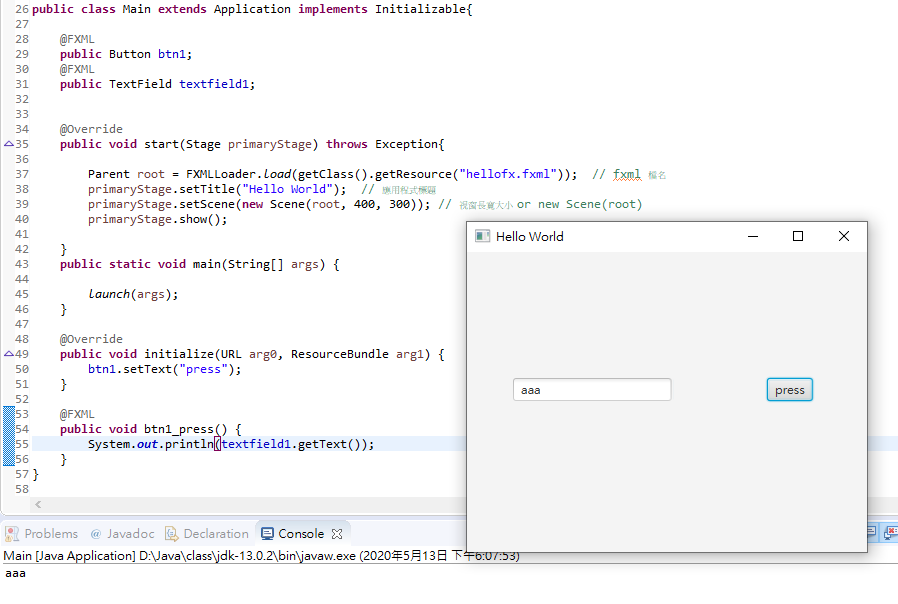 26 public class Main extends Application implements Initializable{
27
28 @FXML
29 public Button btn1;
30 @FXML
31 public TextField textfield1;
32
33
34 @Override
35 public void start(Stage primaryStage) throws Exception{
36
37 Parent root = FXMLLoader.load(getClass().getResource("hellofx.fxml")); // fxml 檔名
38 primaryStage.setTitle("Hello World"); // 應用程式標題
39 primaryStage.setScene(new Scene(root, 400, 300)); // 視窗長寬大小 or new Scene(root)
40 primaryStage.show();
41
42 }
43 public static void main(String[] args) {
44
45 launch(args);
46 }
47
48 @Override
49 public void initialize(URL arg0, ResourceBundle arg1) {
50 btn1.setText("press");
51 }
52
53 @FXML
54 public void btn1_press() {
55 System.out.println(textfield1.getText());
56 }
57 }
58
Hello World
aaa press
Problems @ Javadoc Declaration Console
Main [Java Application] D:\Java\class\jdk-13.0.2\bin\javaw.exe (2020年5月13日 下午6:07:53)
aaa